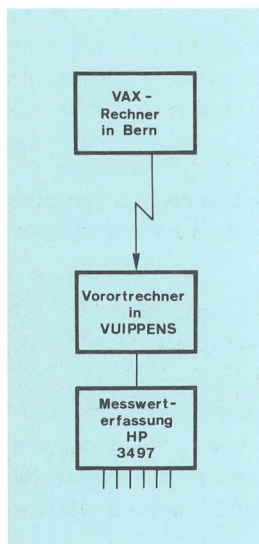 VAX -
Rechner
in Bern
Vorortrechner
in
VUIPPENS
Messwert-
erfassung
HP
3497